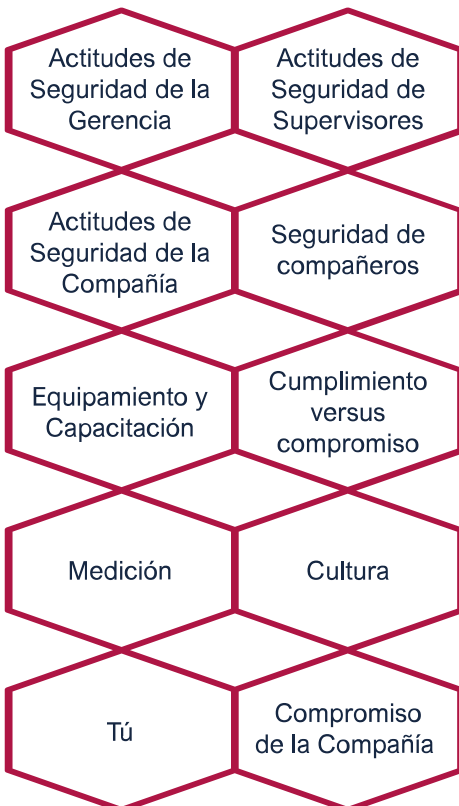 Actitudes de
Seguridad de la
Gerencia
Actitudes de
Seguridad de
Supervisores
Actitudes de
Seguridad de la
Compañía
Seguridad de
compañeros
Equipamiento y
Capacitación
Cumplimiento
versus
compromiso
Medición
Cultura
Tú
Compromiso
de la Compañía